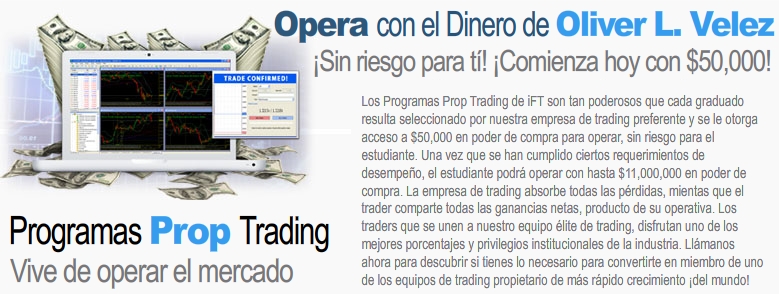 Opera con el Dinero de Oliver L. Velez
¡Sin riesgo para tí! ¡Comienza hoy con $50,000!
TRADE CONFIRMED!
Los Programas Prop Trading de iFT son tan poderosos que cada graduado
resulta seleccionado por nuestra empresa de trading preferente y se le otorga
acceso a $50,000 en poder de compra para operar, sin riesgo para el
estudiante. Una vez que se han cumplido ciertos requerimientos de
desempeño, el estudiante podrá operar con hasta $11,000,000 en poder de
compra. La empresa de trading absorbe todas las pérdidas, mientas que el
trader comparte todas las ganancias netas, producto de su operativa. Los
traders que se unen a nuestro equipo élite de trading, disfrutan uno de los
mejores porcentajes y privilegios institucionales de la industria. Llámanos
ahora para descubrir si tienes lo necesario para convertirte en miembro de uno
de los equipos de trading propietario de más rápido crecimiento ¡del mundo!
Programas Prop Trading
Vive de operar el mercado